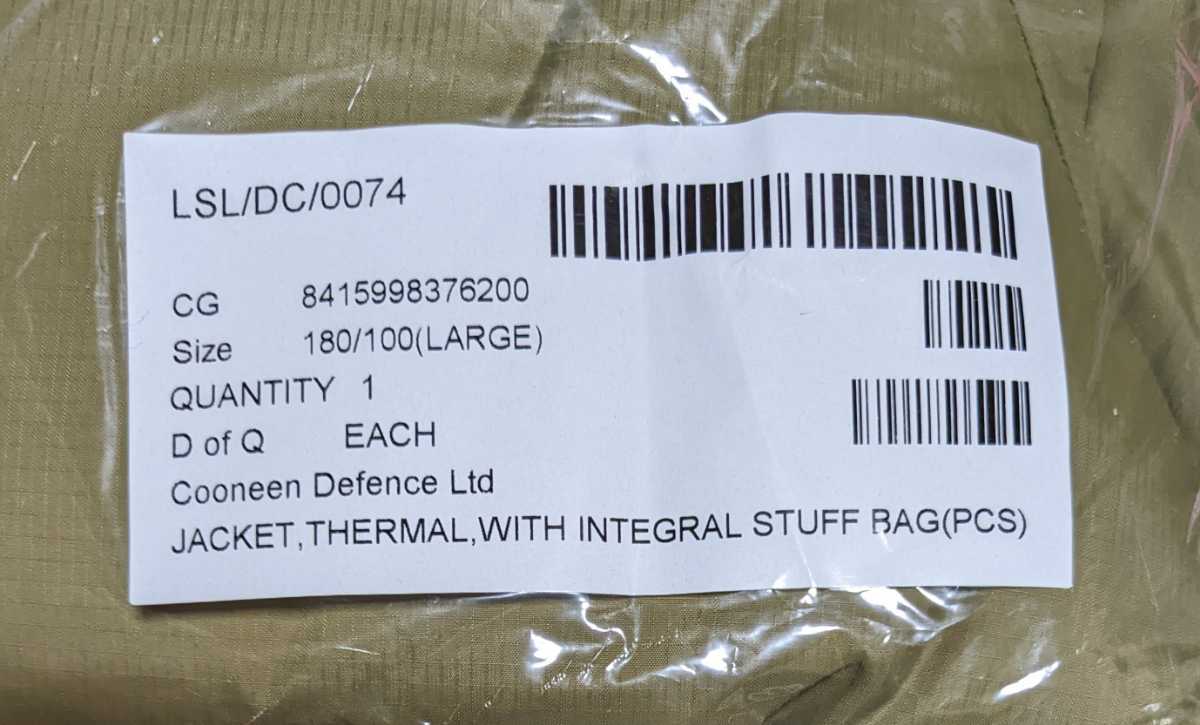 LSL/DC/0074
CG 8415998376200
Size 180/100(LARGE)
QUANTITY 1
D of Q EACH
Cooneen Defence Ltd
JACKET,THERMAL,WITH INTEGRAL STUFF BAG(PCS)